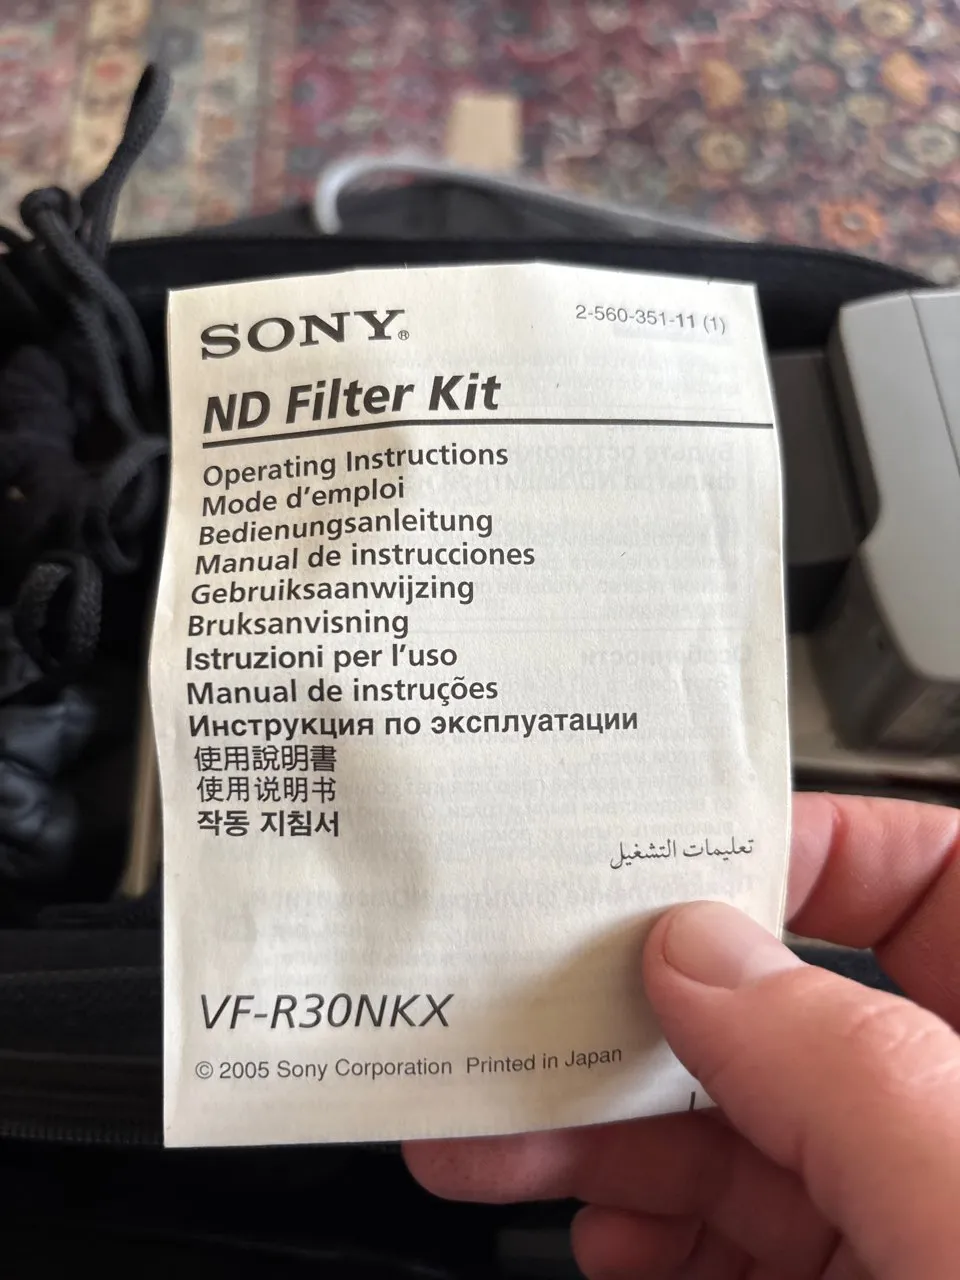 SONY®
2-560-351-11 (1)
ND Filter Kit
Operating Instructions
Mode d'emploi
Bedienungsanleitung
Manual de instrucciones
Gebruiksaanwijzing
Bruksanvisning
Istruzioni per l'uso
Manual de instruções
Инструкция по эксплуатации
使用說明書
使用说明书
작동 지침서
تعليمات التشغيل
VF-R30NKX
© 2005 Sony Corporation Printed in Japan